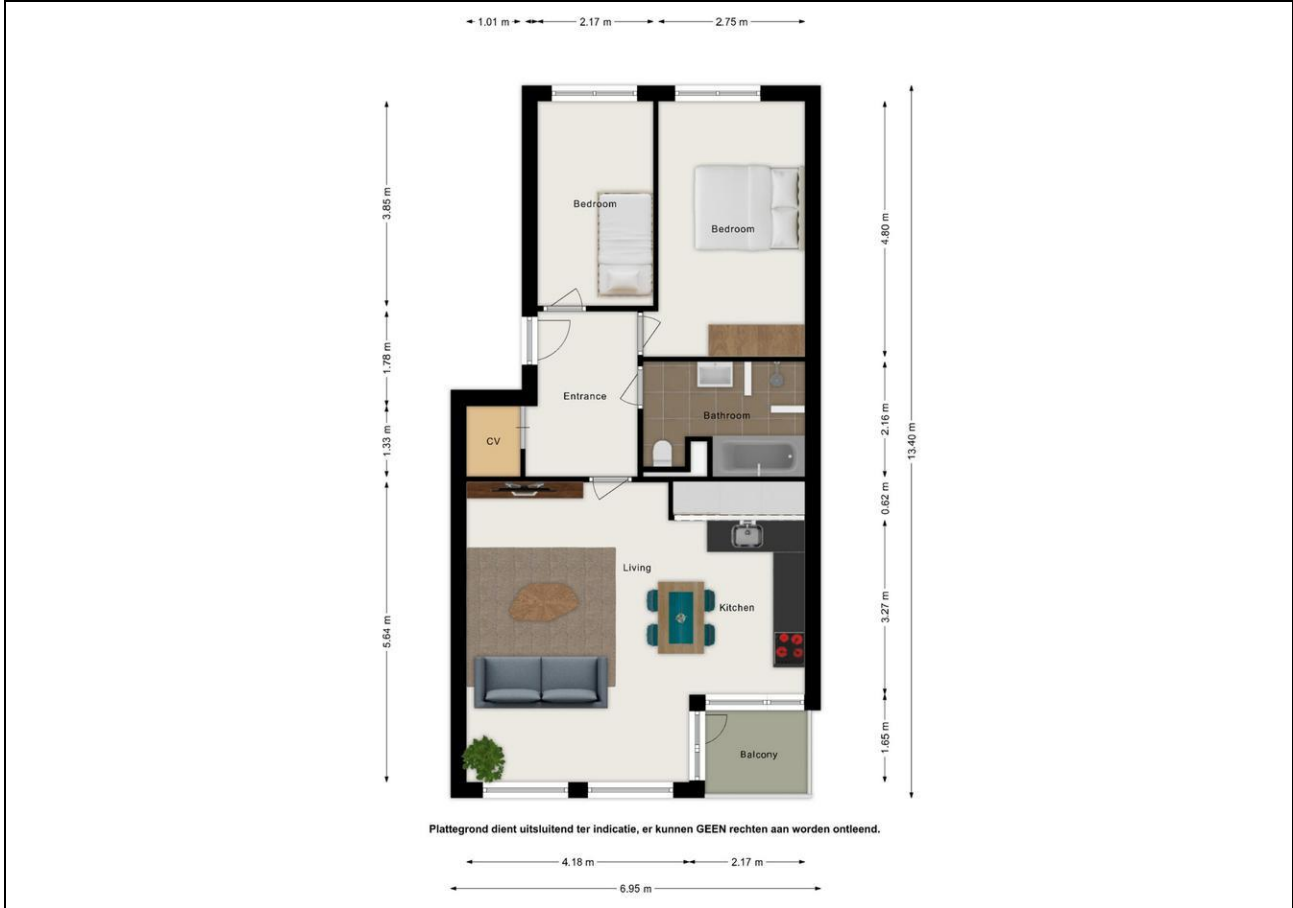 1.01 m 2.17 m 2.75 m
3.85 m
1.78 m
1.33 m
5.64 m
4.80 m
2.16 m
0.62 m
3.27 m
1.65 m
13.40 m
Bedroom
Bedroom
Entrance
Bathroom
CV
Living
Kitchen
Balcony
Plattegrond dient uitsluitend ter indicatie, er kunnen GEEN rechten aan worden ontleend.
4.18 m 2.17 m
6.95 m